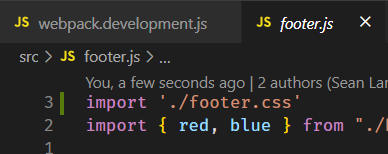 JS webpack.development.js JS footer.js
src > JS footer.js > ...
You, a few seconds ago | 2 authors (Sean Lar
3 import './footer.css'
2 import { red, blue } from "./
1